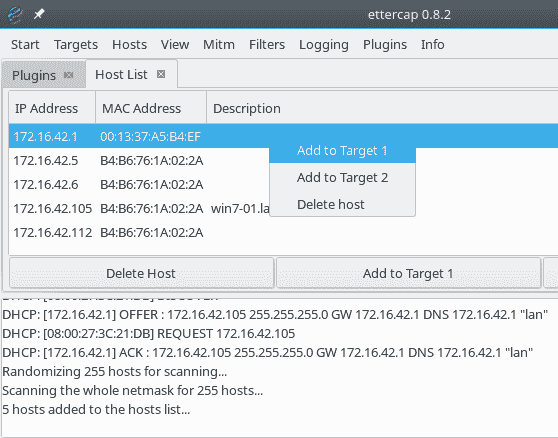 ettercap 0.8.2
Start Targets Hosts View Mitm Filters Logging Plugins Info
Plugins Host List
IP Address MAC Address Description
172.16.42.1 00:13:37:A5:B4:EF
Add to Target 1
172.16.42.5 B4:B6:76:1A:02:2A
Add to Target 2
172.16.42.6 B4:B6:76:1A:02:2A
Delete host
172.16.42.105 B4:B6:76:1A:02:2A win7-01.la
172.16.42.112 B4:B6:76:1A:02:2A
Delete Host Add to Target 1
DHCP: [172.16.42.1] OFFER : 172.16.42.105 255.255.255.0 GW 172.16.42.1 DNS 172.16.42.1 "lan"
DHCP: [08:00:27:3C:21:DB] REQUEST 172.16.42.105
DHCP: [172.16.42.1] ACK : 172.16.42.105 255.255.255.0 GW 172.16.42.1 DNS 172.16.42.1 "lan"
Randomizing 255 hosts for scanning...
Scanning the whole netmask for 255 hosts...
5 hosts added to the hosts list...